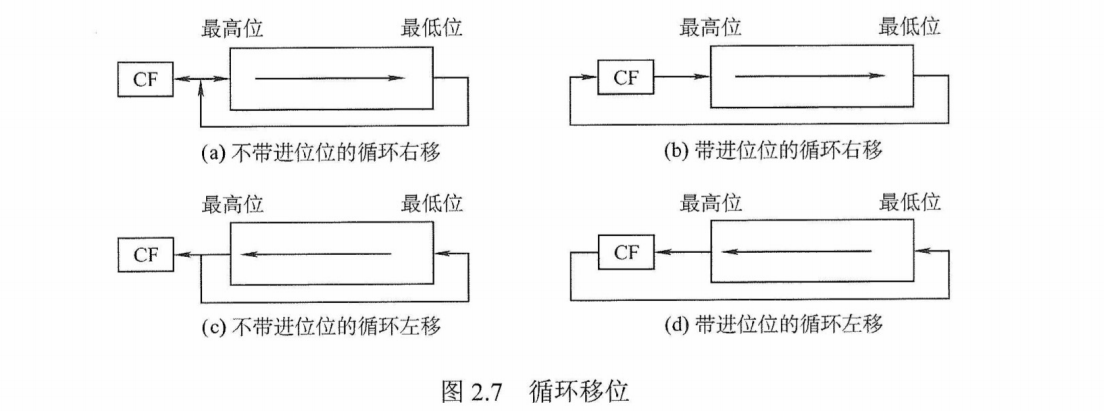 最高位 最低位 最高位 最低位
CF CF
(a) 不带进位位的循环右移 (b) 带进位位的循环右移
最高位 最低位 最高位 最低位
CF CF
(c) 不带进位位的循环左移 (d) 带进位位的循环左移
图 2.7 循环移位